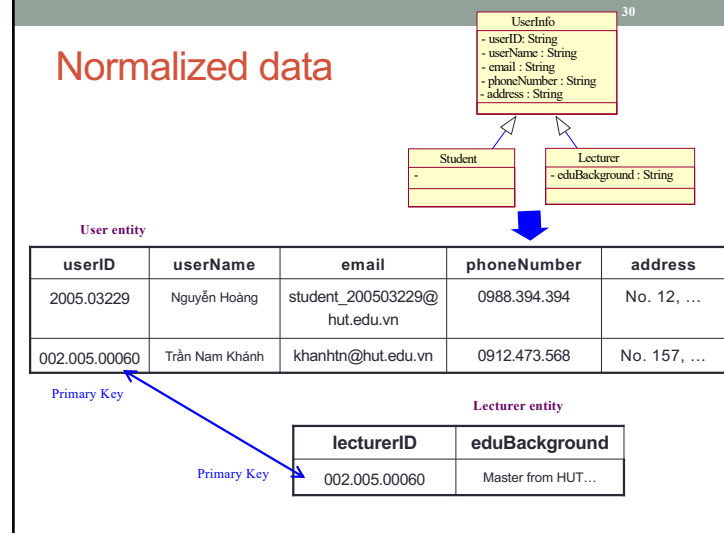 30
Normalized data
UserInfo
- userID: String
- userName : String
- email : String
- phoneNumber : String
- address : String
Student
-
Lecturer
- eduBackground : String
User entity
userID userName email phoneNumber address
2005.03229 Nguyễn Hoàng student_200503229@ 0988.394.394 No. 12, …
hut.edu.vn
002.005.00060 Trần Nam Khánh khanhtn@hut.edu.vn 0912.473.568 No. 157, …
Primary Key
Lecturer entity
lecturerID eduBackground
Primary Key
002.005.00060 Master from HUT…